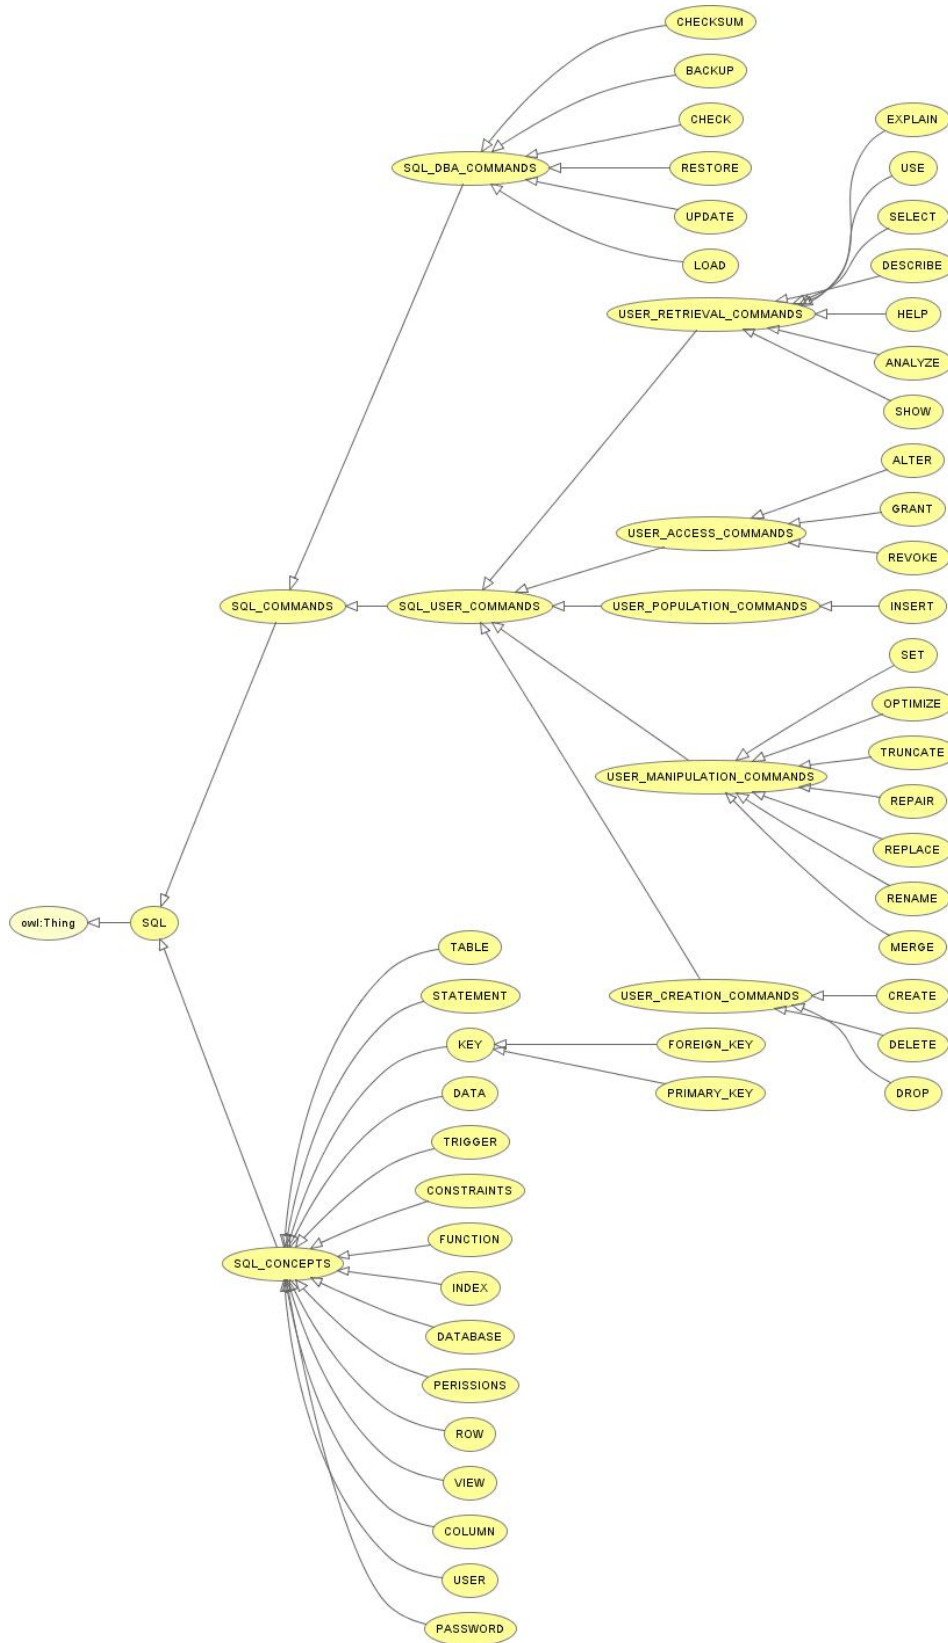 CHECKSUM
BACKUP
CHECK
EXPLAIN
SQL_DBA_COMMANDS
RESTORE
USE
UPDATE
SELECT
LOAD
DESCRIBE
USER_RETRIEVAL_COMMANDS
HELP
ANALYZE
SHOW
ALTER
GRANT
USER_ACCESS_COMMANDS
REVOKE
SQL_COMMANDS
SQL_USER_COMMANDS
USER_POPULATION_COMMANDS
INSERT
SET
OPTIMIZE
TRUNCATE
USER_MANIPULATION_COMMANDS
REPAIR
REPLACE
RENAME
owl:Thing
SQL
TABLE
MERGE
STATEMENT
USER_CREATION_COMMANDS
CREATE
KEY
FOREIGN_KEY
DELETE
DATA
PRIMARY_KEY
DROP
TRIGGER
CONSTRAINTS
FUNCTION
SQL_CONCEPTS
INDEX
DATABASE
PERISSIONS
ROW
VIEW
COLUMN
USER
PASSWORD